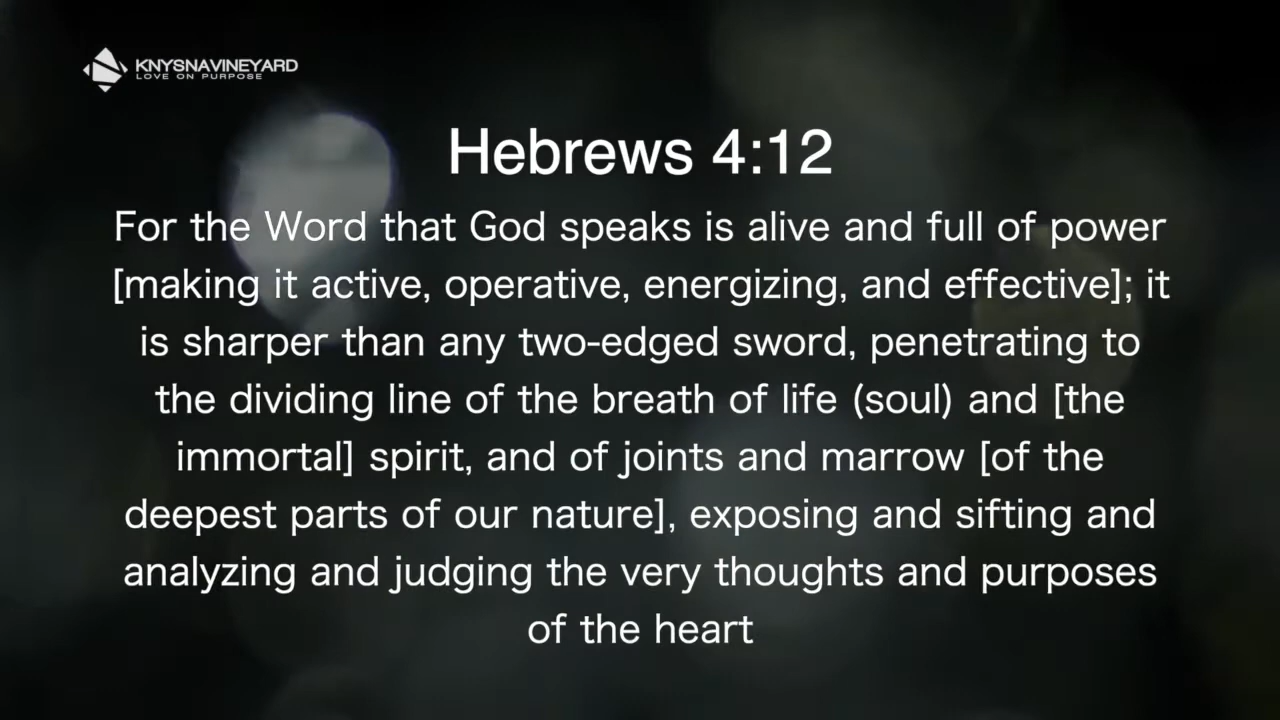 KNYSNAVINEYARD
LOVE ON PURPOSE
Hebrews 4:12
For the Word that God speaks is alive and full of power
[making it active, operative, energizing, and effective]; it
is sharper than any two-edged sword, penetrating to
the dividing line of the breath of life (soul) and [the
immortal] spirit, and of joints and marrow [of the
deepest parts of our nature], exposing and sifting and
analyzing and judging the very thoughts and purposes
of the heart